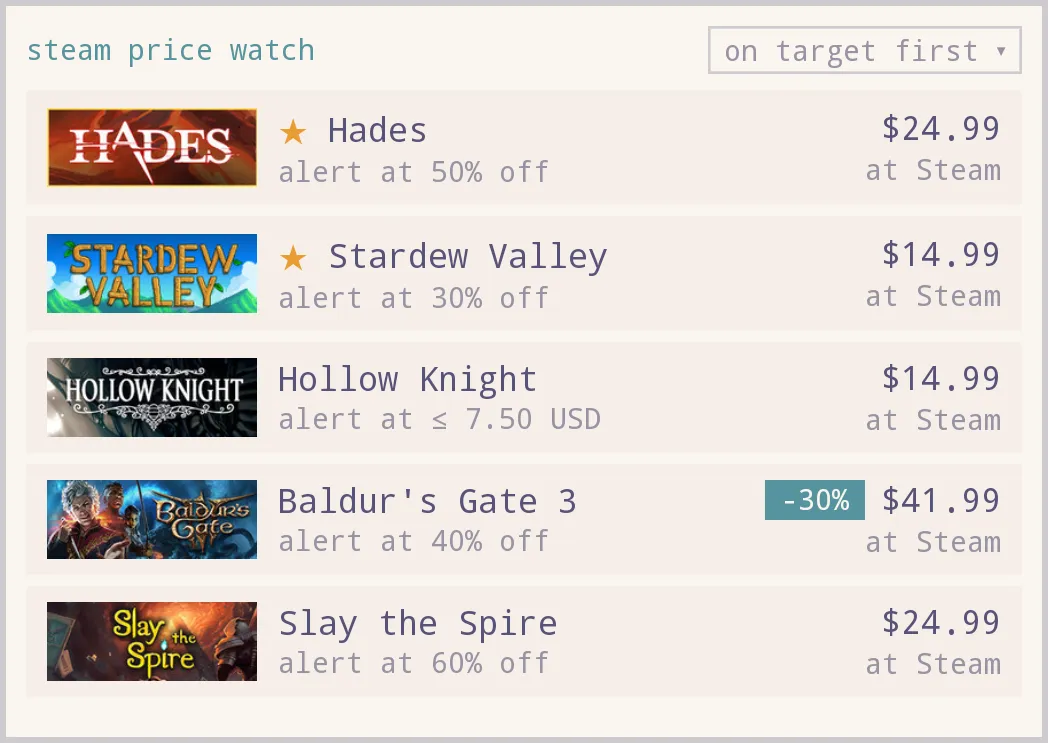 steam price watch
on target first ▾
HADES
★ Hades
$24.99
alert at 50% off
at Steam
STARDEW
VALLEY
★ Stardew Valley
$14.99
alert at 30% off
at Steam
HOLLOW KNIGHT
Hollow Knight
$14.99
alert at ≤ 7.50 USD
at Steam
BALDUR'S
GATE
Baldur's Gate 3
-30% $41.99
alert at 40% off
at Steam
Slay the
Spire
Slay the Spire
$24.99
alert at 60% off
at Steam